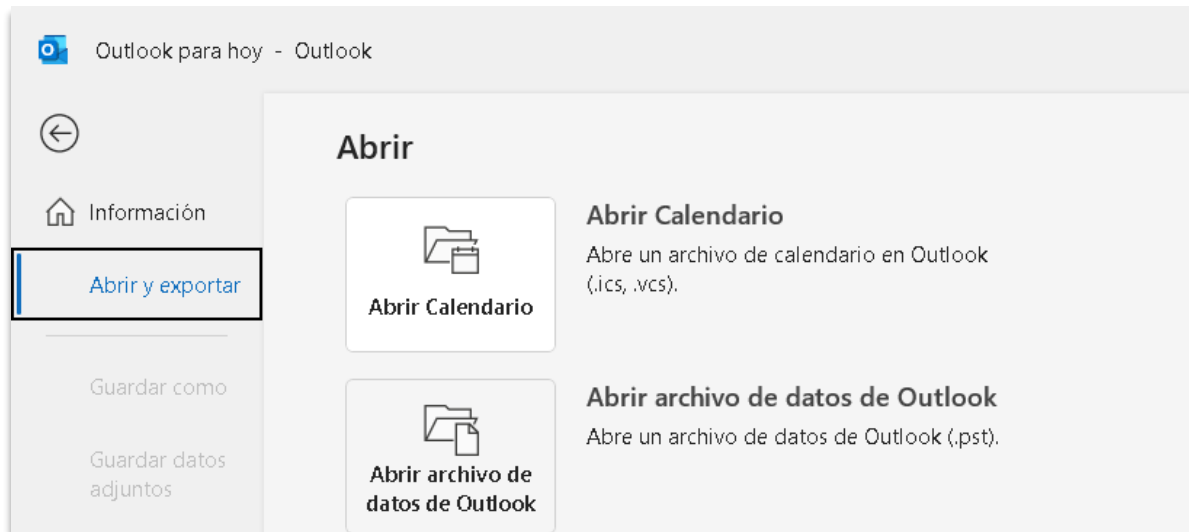 Outlook para hoy - Outlook
Abrir
Información
Abrir y exportar
Guardar como
Guardar datos
adjuntos
Abrir Calendario
Abrir Calendario
Abre un archivo de calendario en Outlook
(.ics, .vcs).
Abrir archivo de
datos de Outlook
Abrir archivo de datos de Outlook
Abre un archivo de datos de Outlook (.pst).